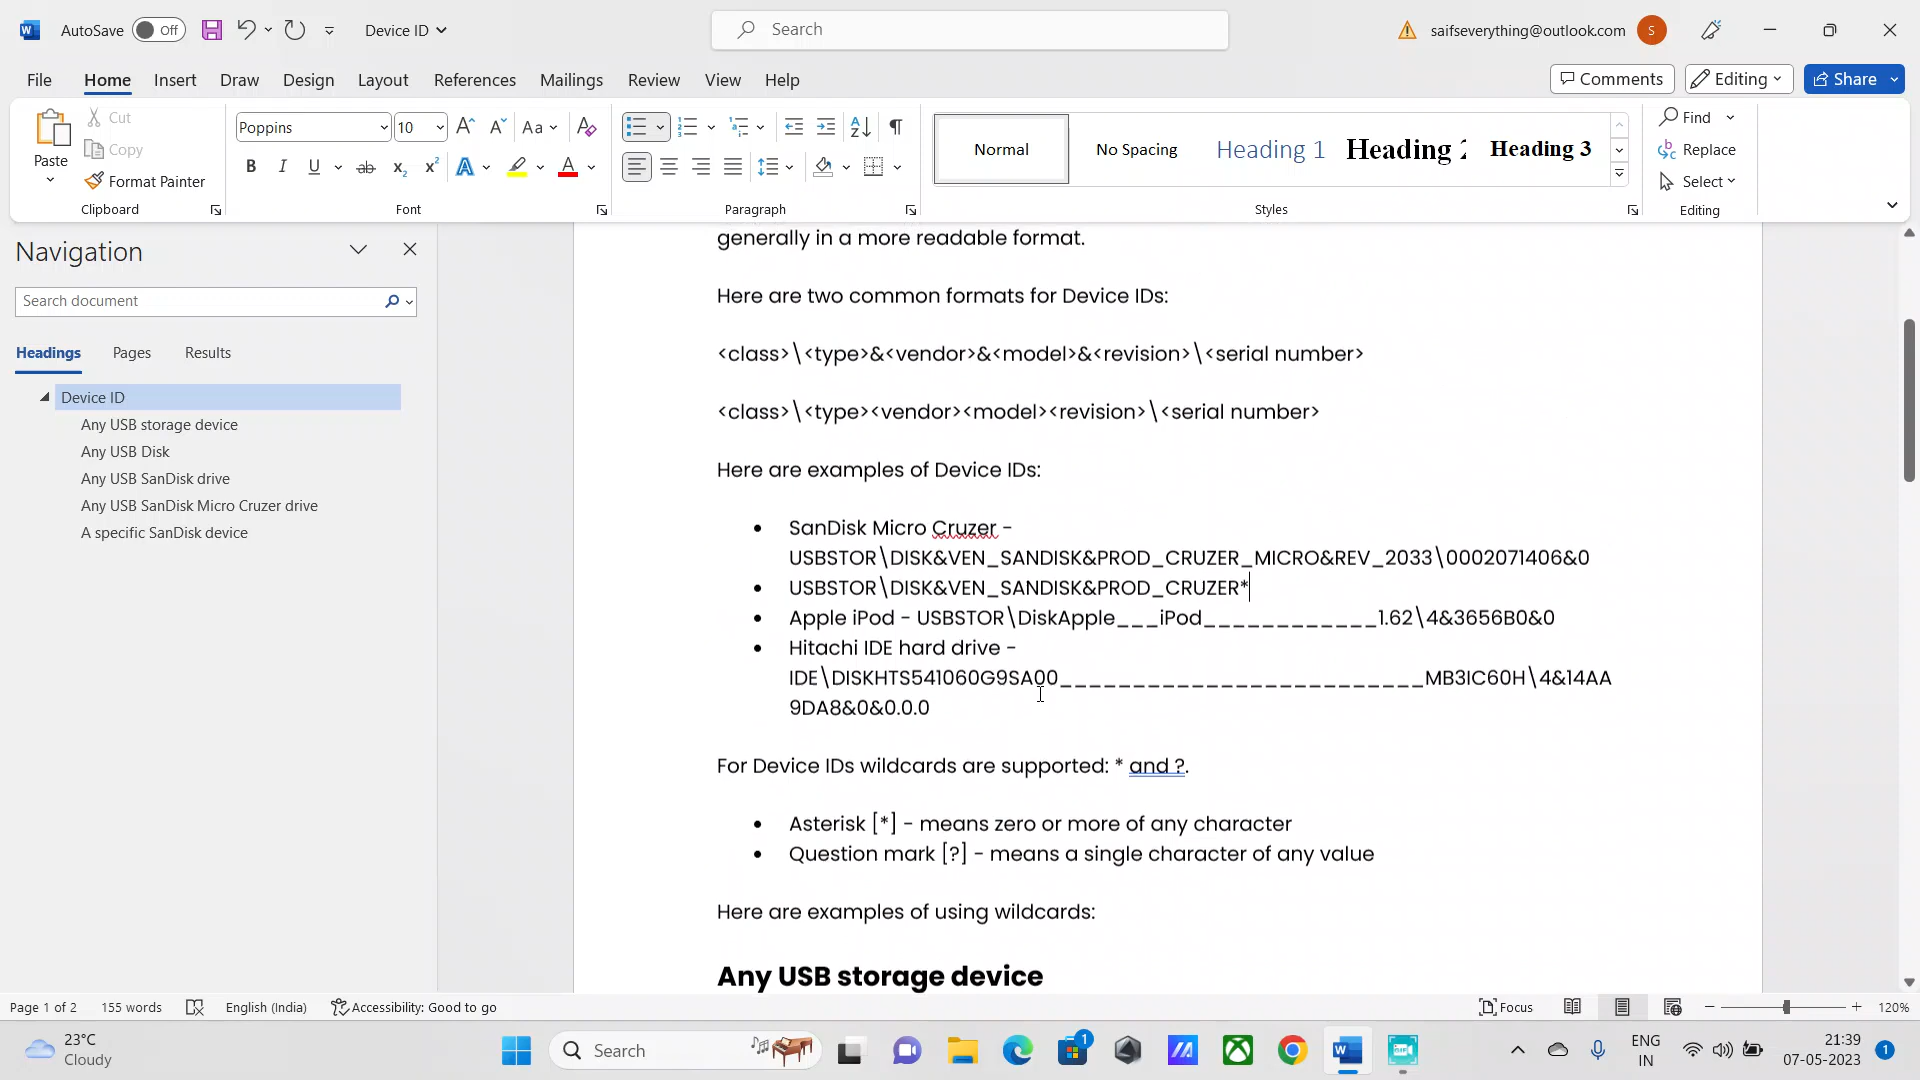 AutoSave Off Device ID Search saifseverything@outlook.com S
File Home Insert Draw Design Layout References Mailings Review View Help Comments Editing Share
Paste Cut Copy Format Painter Clipboard
Poppins 10 Aa B I U ab x₂ x² A A Font
Paragraph
Normal No Spacing Heading 1 Heading 2 Heading 3 Styles
Find Replace Select Editing
Navigation
Search document
Headings Pages Results
Device ID
Any USB storage device
Any USB Disk
Any USB SanDisk drive
Any USB SanDisk Micro Cruzer drive
A specific SanDisk device
generally in a more readable format.
Here are two common formats for Device IDs:
<class>\<type>&<vendor>&<model>&<revision>\<serial number>
<class>\<type><vendor><model><revision>\<serial number>
Here are examples of Device IDs:
• SanDisk Micro Cruzer -
USBSTOR\DISK&VEN_SANDISK&PROD_CRUZER_MICRO&REV_2033\0002071406&0
• USBSTOR\DISK&VEN_SANDISK&PROD_CRUZER*
• Apple iPod - USBSTOR\DiskApple___iPod____________1.62\4&3656B0&0
• Hitachi IDE hard drive -
IDE\DISKHTS541060G9SA00_________________________MB3IC60H\4&14AA
9DA8&0&0.0.0
For Device IDs wildcards are supported: * and ?.
• Asterisk [*] - means zero or more of any character
• Question mark [?] - means a single character of any value
Here are examples of using wildcards:
Any USB storage device
Page 1 of 2 155 words English (India) Accessibility: Good to go Focus 120%
23°C
Cloudy
Search
1
ENG
IN
21:39
07-05-2023
1